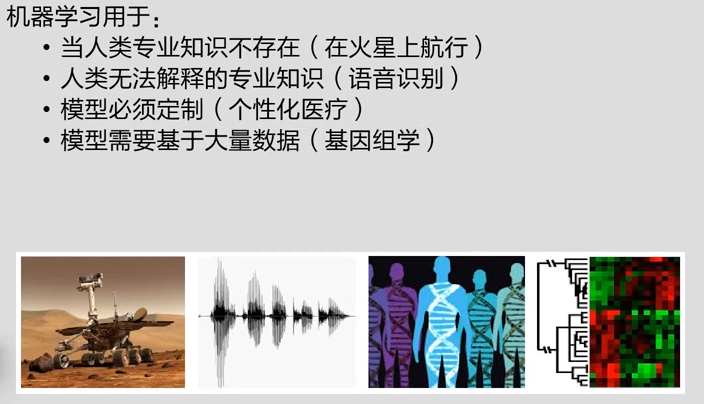 机器学习用于：
• 当人类专业知识不存在（在火星上航行）
• 人类无法解释的专业知识（语音识别）
• 模型必须定制（个性化医疗）
• 模型需要基于大量数据（基因组学）